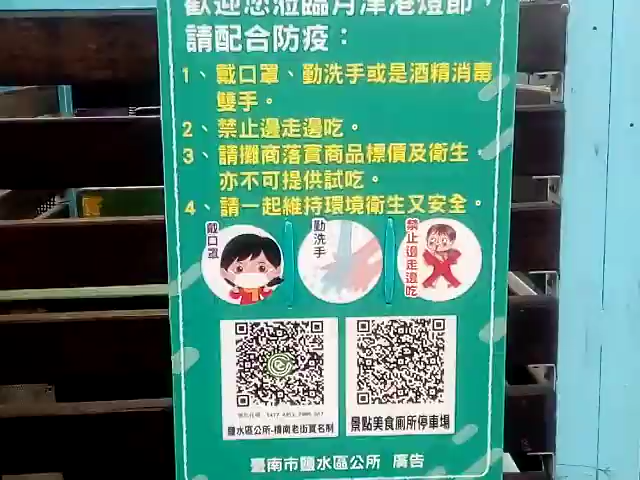 歡迎您蒞臨月津港燈節，
請配合防疫：
1、戴口罩、勤洗手或是酒精消毒
雙手。
2、禁止邊走邊吃。
3、請攤商落實商品標價及衛生，
亦不可提供試吃。
4、請一起維持環境衛生又安全。
戴口罩
勤洗手
禁止邊走邊吃
鹽水區公所-橋南老街實名制
景點美食廁所停車場
臺南市鹽水區公所 廣告